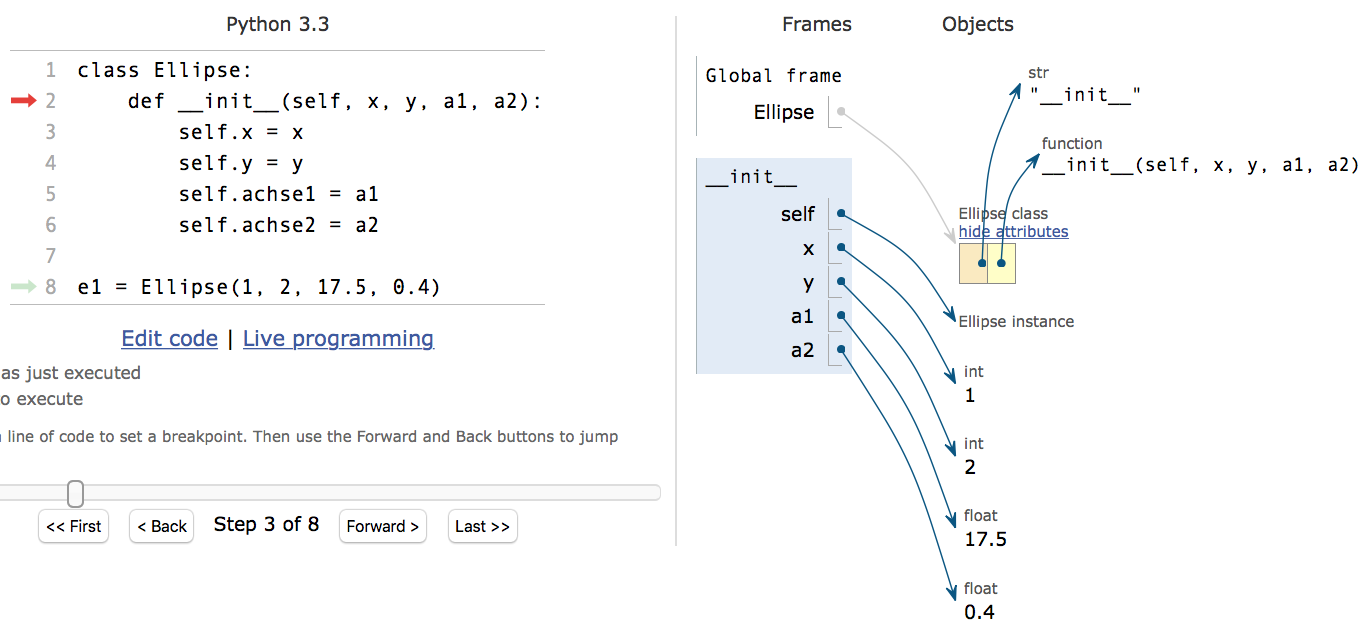 Python 3.3
1 class Ellipse:
2     def __init__(self, x, y, a1, a2):
3         self.x = x
4         self.y = y
5         self.achse1 = a1
6         self.achse2 = a2
7
8 e1 = Ellipse(1, 2, 17.5, 0.4)
Edit code | Live programming
as just executed
o execute
line of code to set a breakpoint. Then use the Forward and Back buttons to jump
<< First < Back Step 3 of 8 Forward > Last >>
Frames Objects
Global frame
Ellipse
__init__
self
x
y
a1
a2
str
"__init__"
function
__init__(self, x, y, a1, a2)
Ellipse class
hide attributes
Ellipse instance
int
1
int
2
float
17.5
float
0.4